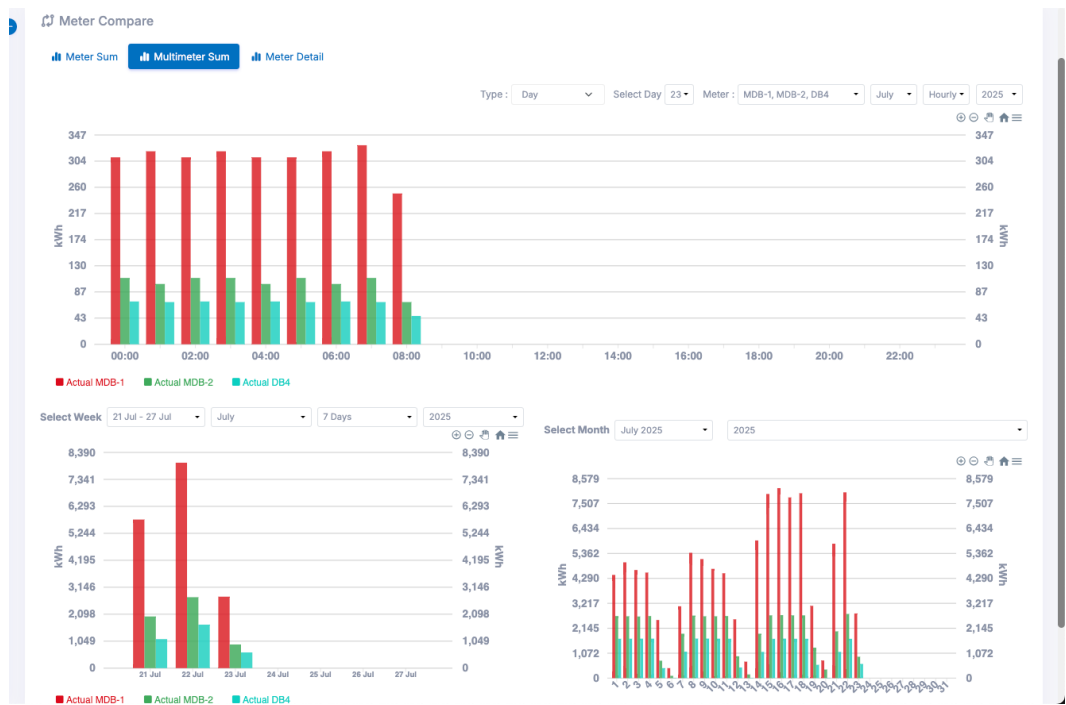 Meter Compare
Meter Sum Multimeter Sum Meter Detail
Type : Day Select Day 23 Meter : MDB-1, MDB-2, DB4 July Hourly 2025
347 347
304 304
260 260
217 217
174 174
130 130
87 87
43 43
0 0
kWh kWh
00:00 02:00 04:00 06:00 08:00 10:00 12:00 14:00 16:00 18:00 20:00 22:00
Actual MDB-1 Actual MDB-2 Actual DB4
Select Week 21 Jul - 27 Jul July 7 Days 2025
8,390 8,390
7,341 7,341
6,293 6,293
5,244 5,244
4,195 4,195
3,146 3,146
2,098 2,098
1,049 1,049
0 0
kWh kWh
21 Jul 22 Jul 23 Jul 24 Jul 25 Jul 26 Jul 27 Jul
Actual MDB-1 Actual MDB-2 Actual DB4
Select Month July 2025 2025
8,579 8,579
7,507 7,507
6,434 6,434
5,362 5,362
4,290 4,290
3,217 3,217
2,145 2,145
1,072 1,072
0 0
kWh kWh
1 2 3 4 5 6 7 8 9 10 11 12 13 14 15 16 17 18 19 20 21 22 23 24 25 26 27 28 29 30 31